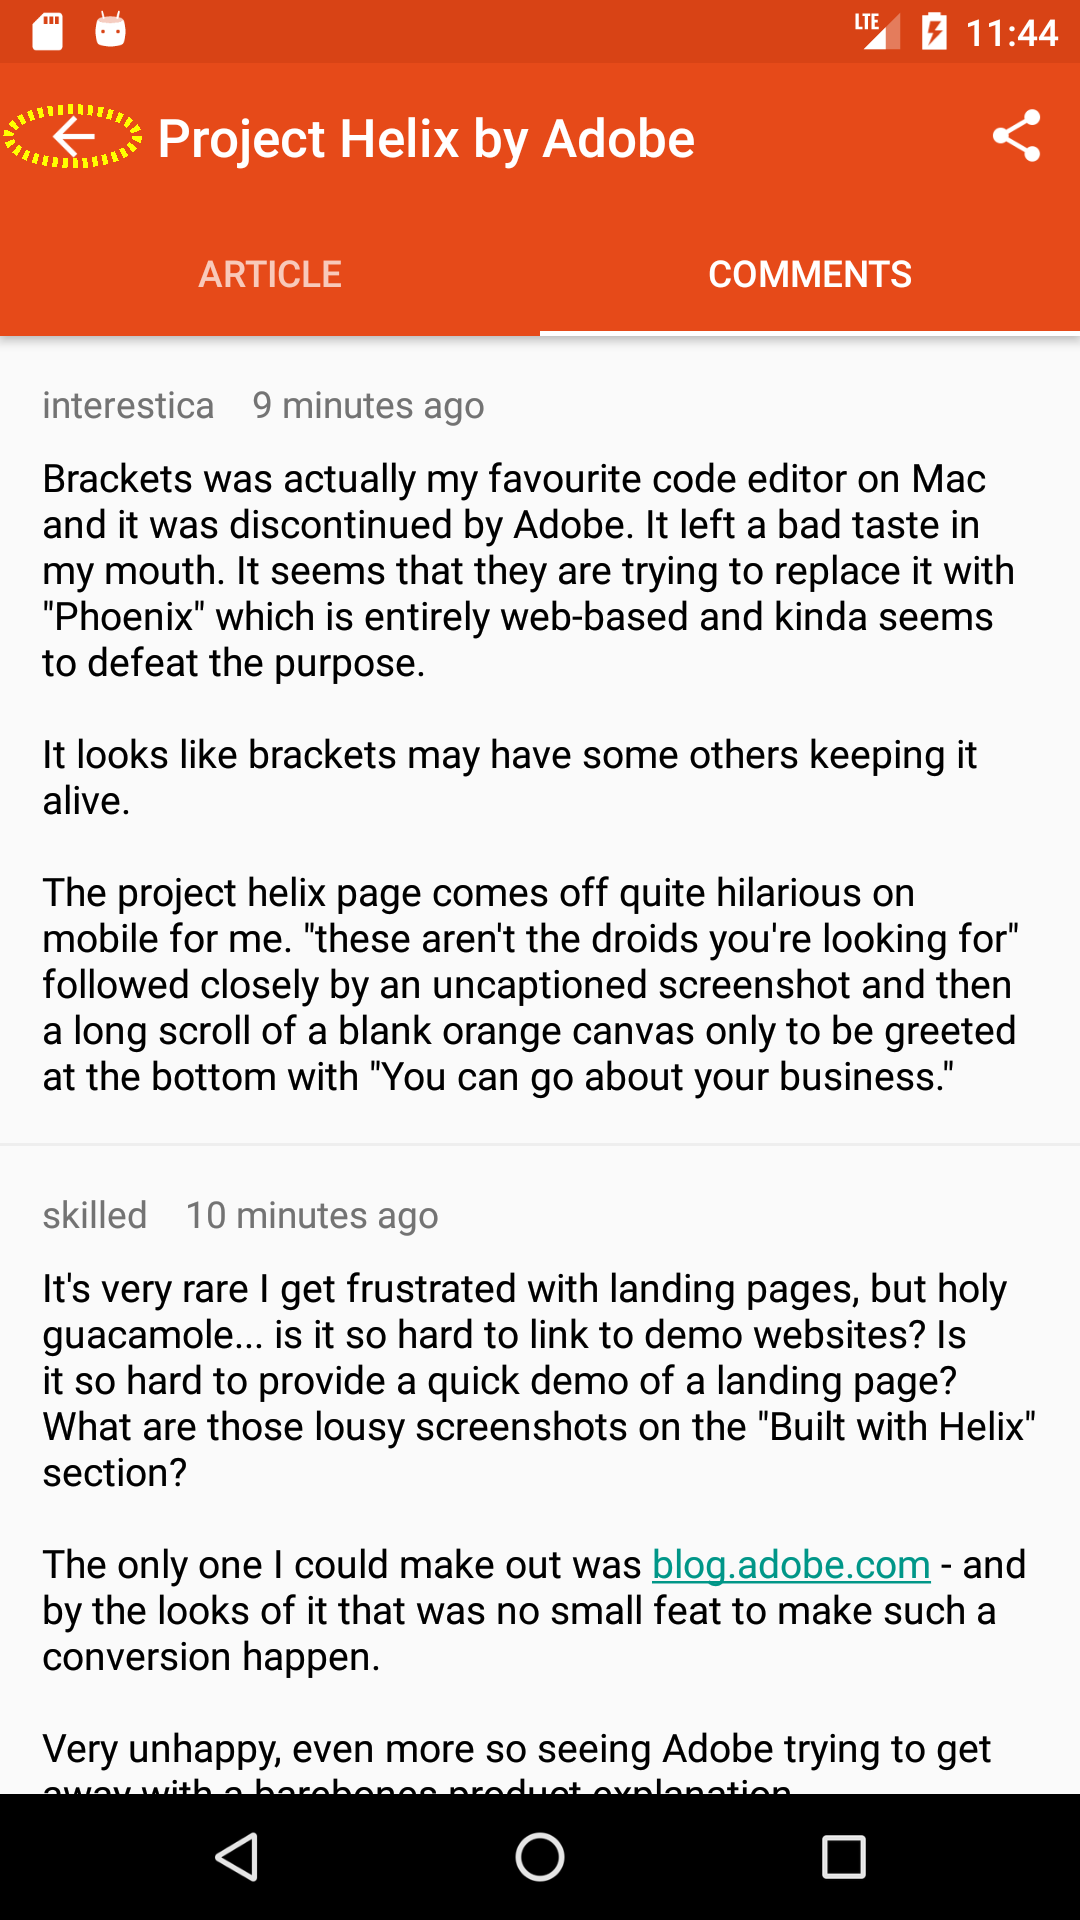 LTE 11:44
Project Helix by Adobe
ARTICLE COMMENTS
interestica 9 minutes ago
Brackets was actually my favourite code editor on Mac
and it was discontinued by Adobe. It left a bad taste in
my mouth. It seems that they are trying to replace it with
"Phoenix" which is entirely web-based and kinda seems
to defeat the purpose.
It looks like brackets may have some others keeping it
alive.
The project helix page comes off quite hilarious on
mobile for me. "these aren't the droids you're looking for"
followed closely by an uncaptioned screenshot and then
a long scroll of a blank orange canvas only to be greeted
at the bottom with "You can go about your business."
skilled 10 minutes ago
It's very rare I get frustrated with landing pages, but holy
guacamole... is it so hard to link to demo websites? Is
it so hard to provide a quick demo of a landing page?
What are those lousy screenshots on the "Built with Helix"
section?
The only one I could make out was blog.adobe.com - and
by the looks of it that was no small feat to make such a
conversion happen.
Very unhappy, even more so seeing Adobe trying to get
away with a barebones product explanation